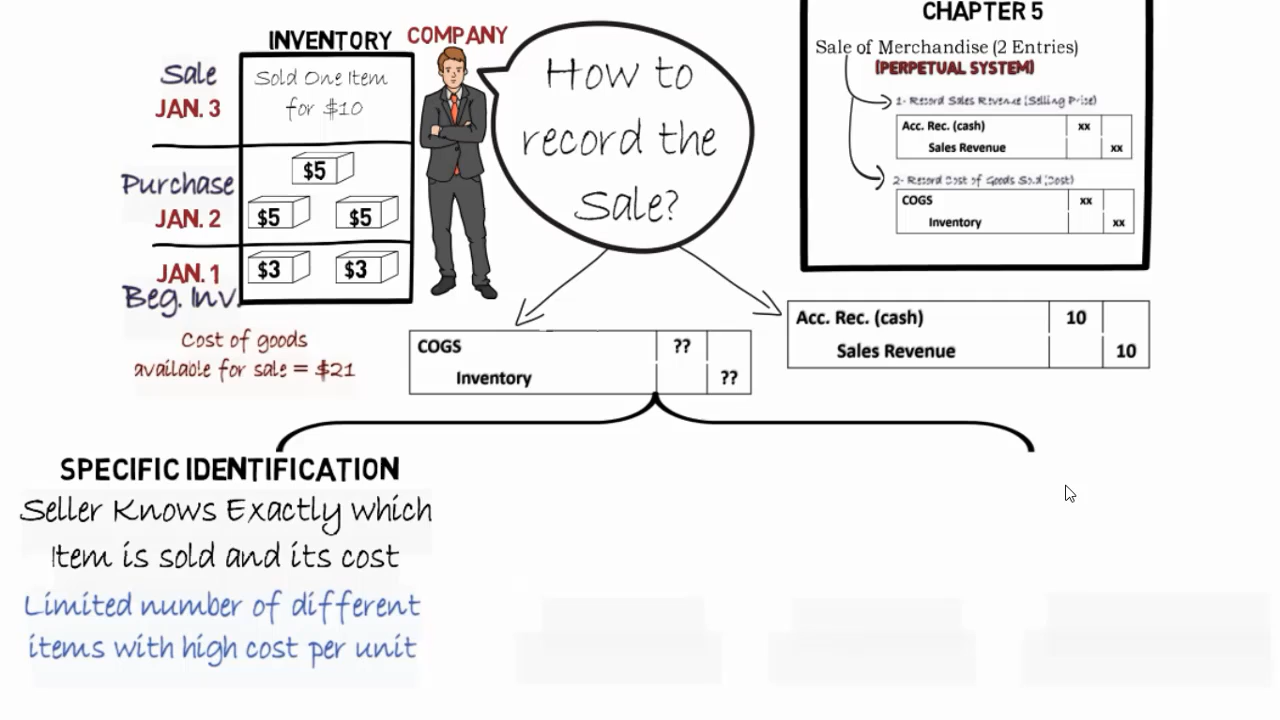 INVENTORY
COMPANY
Sale
JAN. 3
Sold One Item
for $10
Purchase
JAN. 2
$5
$5
$5
JAN. 1
Beg. Inv.
$3
$3
Cost of goods
available for sale = $21
How to
record the
Sale?
CHAPTER 5
Sale of Merchandise (2 Entries)
(PERPETUAL SYSTEM)
1- Record Sales Revenue (Selling Price)
Acc. Rec. (cash) xx
Sales Revenue xx
2- Record Cost of Goods Sold (Cost)
COGS xx
Inventory xx
COGS ??
Inventory ??
Acc. Rec. (cash) 10
Sales Revenue 10
SPECIFIC IDENTIFICATION
Seller Knows Exactly which
Item is sold and its cost
Limited number of different
items with high cost per unit